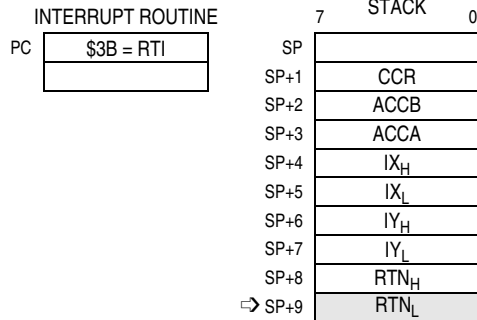 INTERRUPT ROUTINE
PC $3B = RTI
STACK
7 0
SP
SP+1 CCR
SP+2 ACCB
SP+3 ACCA
SP+4 IXH
SP+5 IXL
SP+6 IYH
SP+7 IYL
SP+8 RTNH
➩ SP+9 RTNL